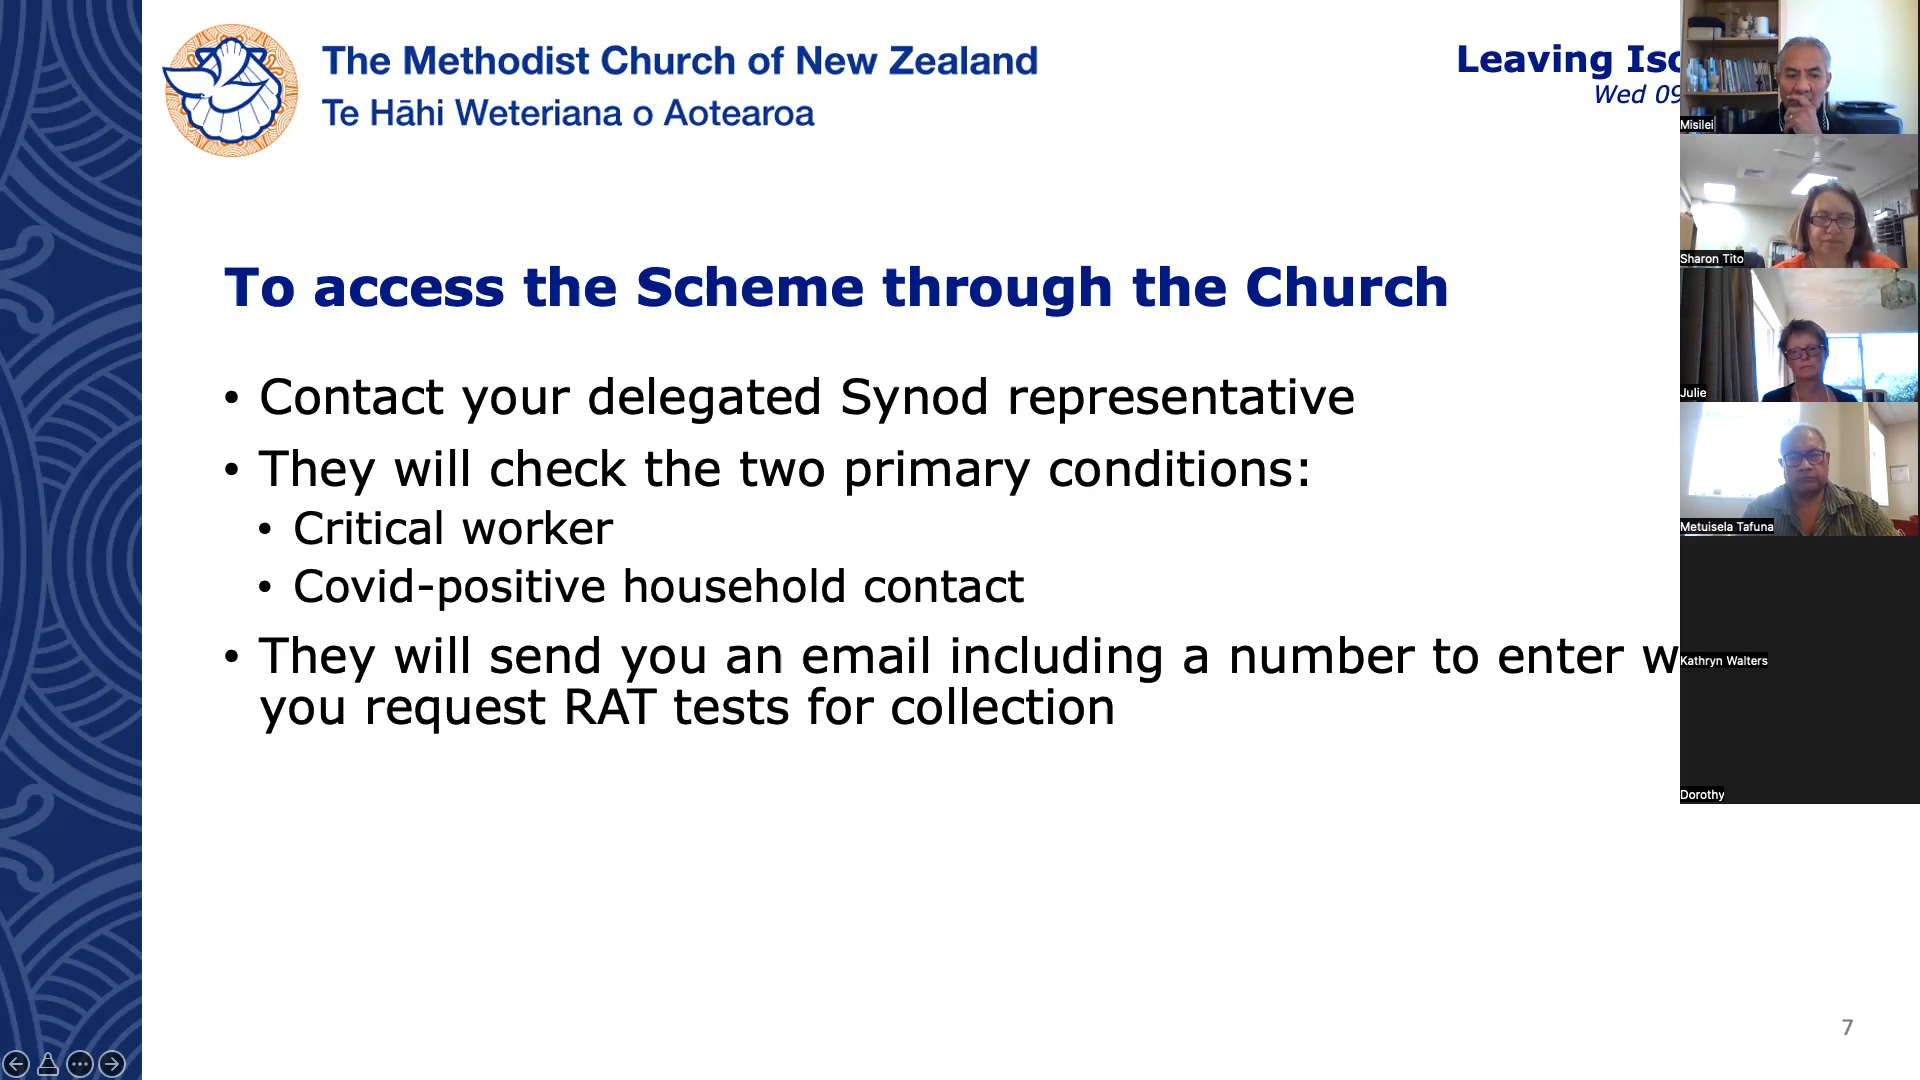 The Methodist Church of New Zealand
Te Hāhi Weteriana o Aotearoa
Leaving
Wed 09
To access the Scheme through the Church
• Contact your delegated Synod representative
• They will check the two primary conditions:
• Critical worker
• Covid-positive household contact
• They will send you an email including a number to enter
you request RAT tests for collection
7
Misilei
Sharon Tito
Julie
Metuisela Tafuna
Kathryn Walters
Dorothy